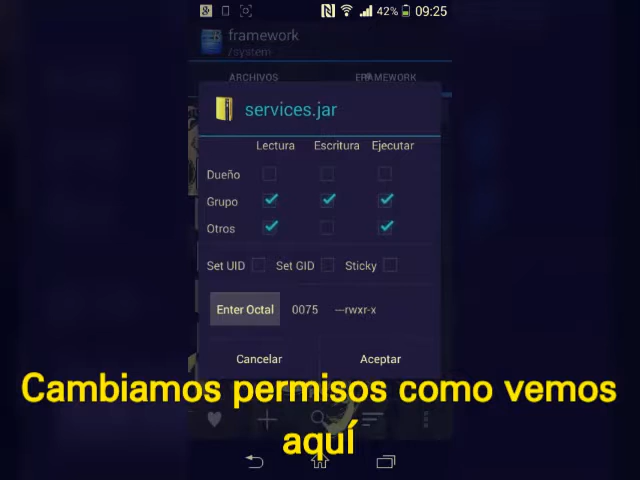 42% 09:25
framework
/system
ARCHIVOS FRAMEWORK
services.jar
Lectura Escritura Ejecutar
Dueño
Grupo
Otros
Set UID Set GID Sticky
Enter Octal 0075 ---rwxr-x
Cancelar Aceptar
Cambiamos permisos como vemos
aquí